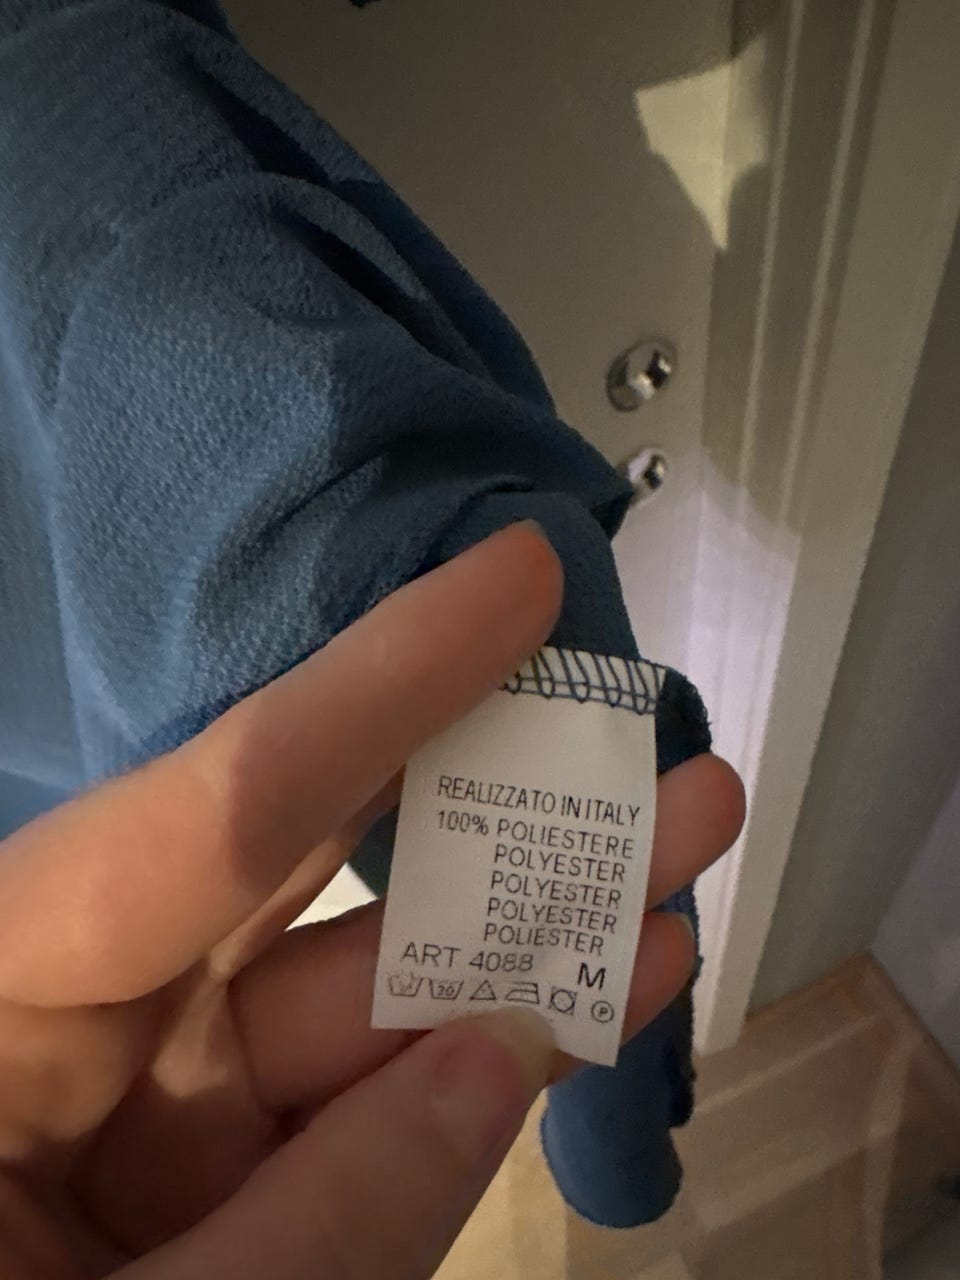 REALIZZATO IN ITALY
100% POLIESTERE
POLYESTER
POLYESTER
POLYESTER
POLIÉSTER
ART 4088 M
P